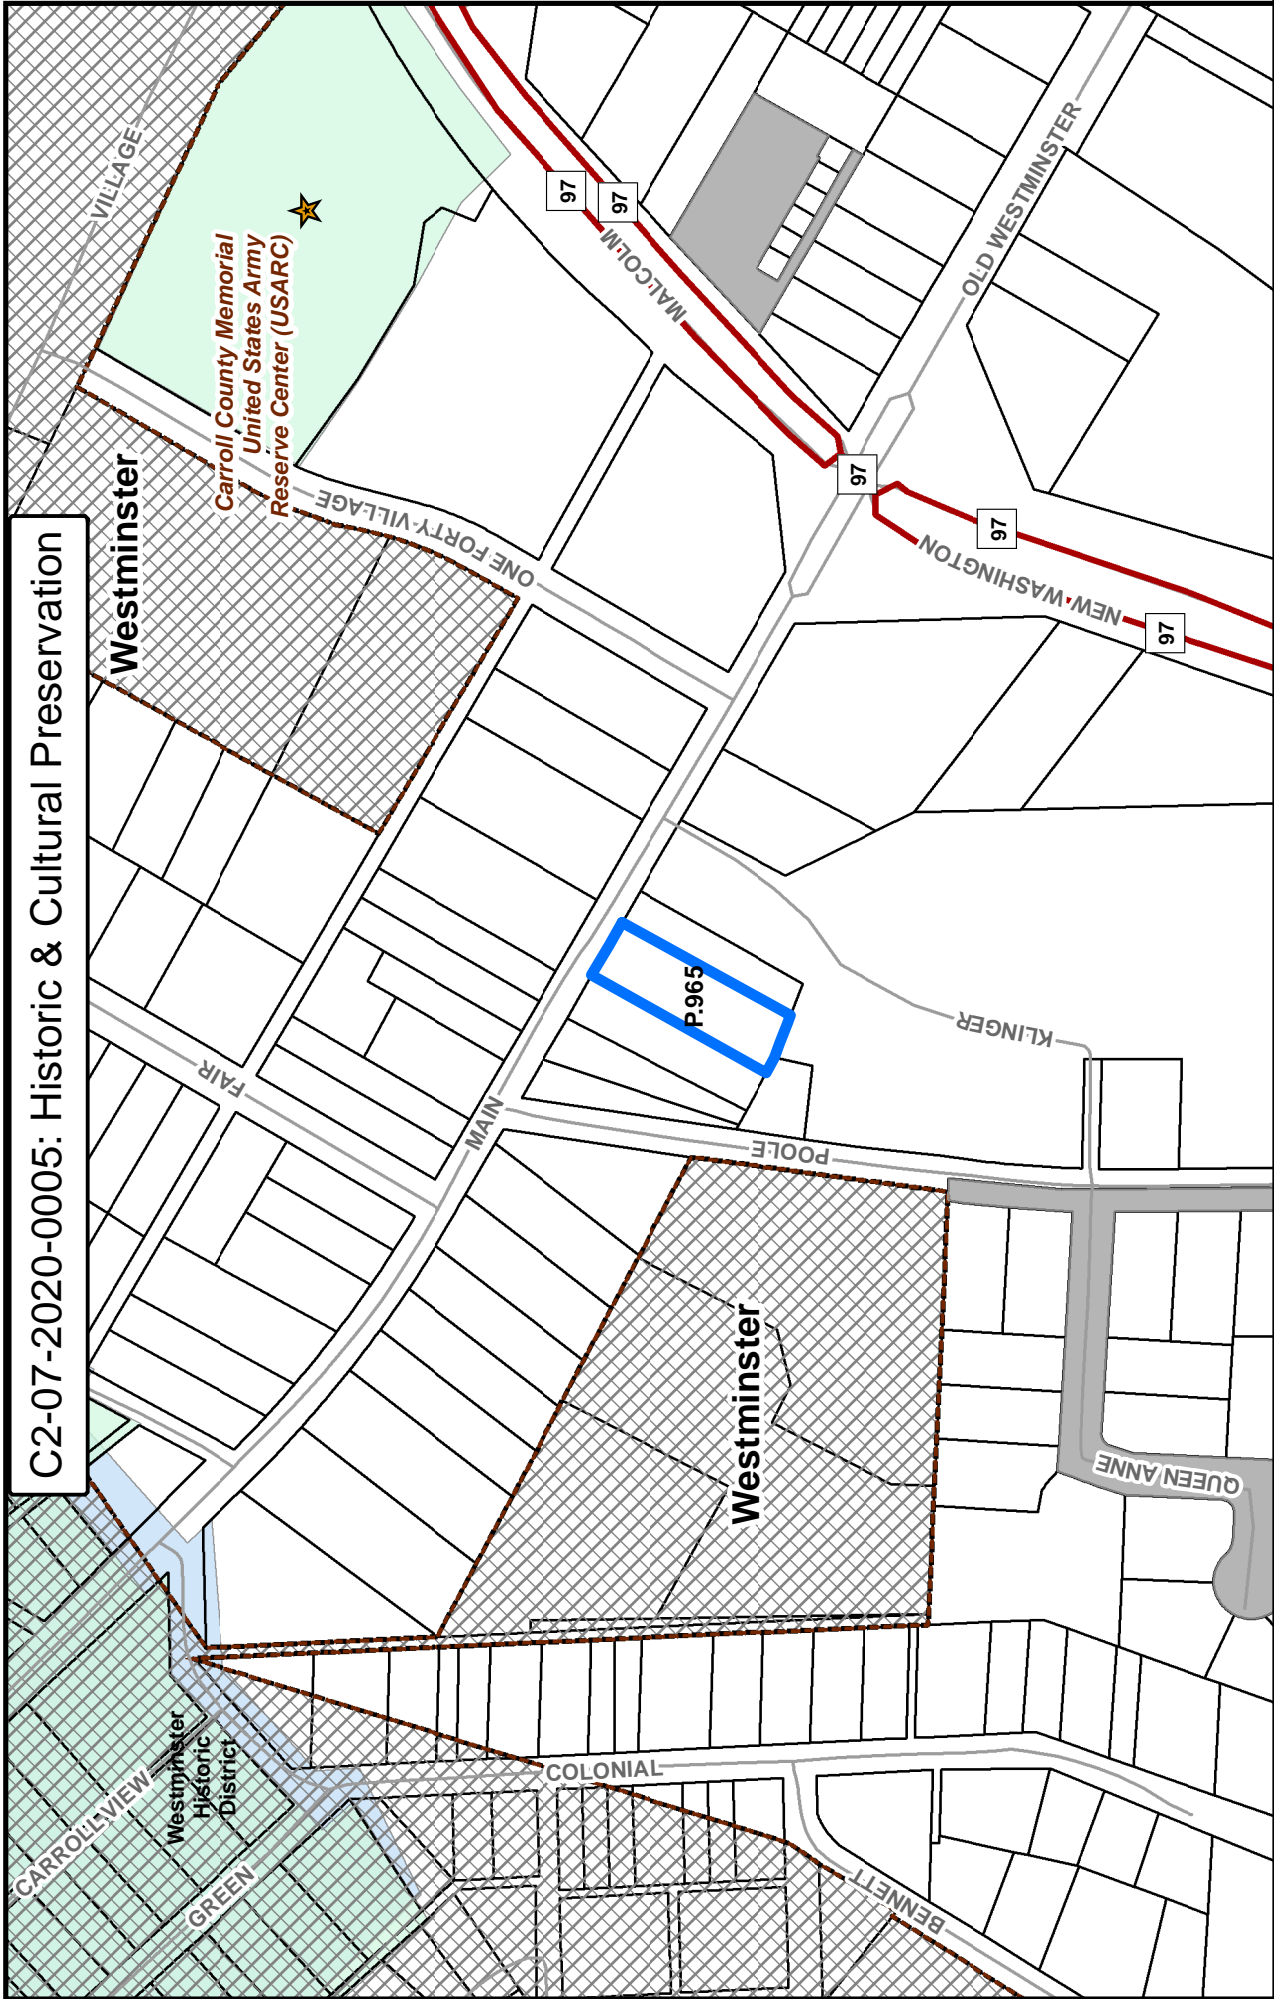 C2-07-2020-0005: Historic & Cultural Preservation
CARROLL VIEW
GREEN
Westminster
Historic
District
FAIR
Westminster
VILLAGE
Carroll County Memorial
United States Army
Reserve Center (USARC)
ONE FORTY VILLAGE
97
97
MALCOLM
MAIN
COLONIAL
BENNETT
Westminster
POOLE
P.965
KLINGER
97
OLD WESTMINSTER
NEW WASHINGTON
97
97
QUEEN ANNE